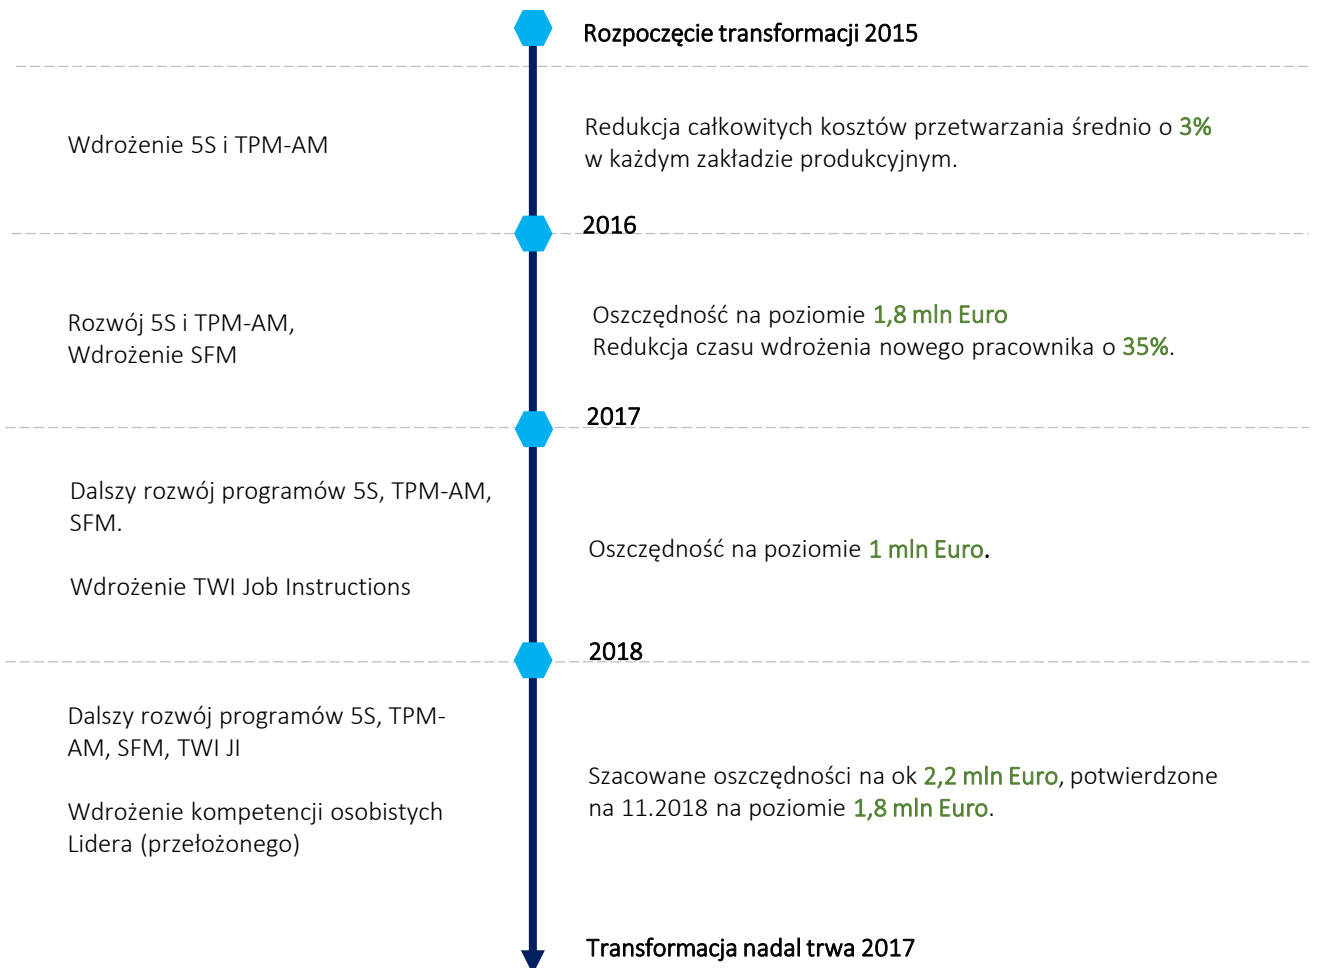 Rozpoczęcie transformacji 2015
Wdrożenie 5S i TPM-AM
Redukcja całkowitych kosztów przetwarzania średnio o 3%
w każdym zakładzie produkcyjnym.
2016
Rozwój 5S i TPM-AM,
Wdrożenie SFM
Oszczędność na poziomie 1,8 mln Euro
Redukcja czasu wdrożenia nowego pracownika o 35%.
2017
Dalszy rozwój programów 5S, TPM-AM,
SFM.
Wdrożenie TWI Job Instructions
Oszczędność na poziomie 1 mln Euro.
2018
Dalszy rozwój programów 5S, TPM-
AM, SFM, TWI JI
Wdrożenie kompetencji osobistych
Lidera (przełożonego)
Szacowane oszczędności na ok 2,2 mln Euro, potwierdzone
na 11.2018 na poziomie 1,8 mln Euro.
Transformacja nadal trwa 2017